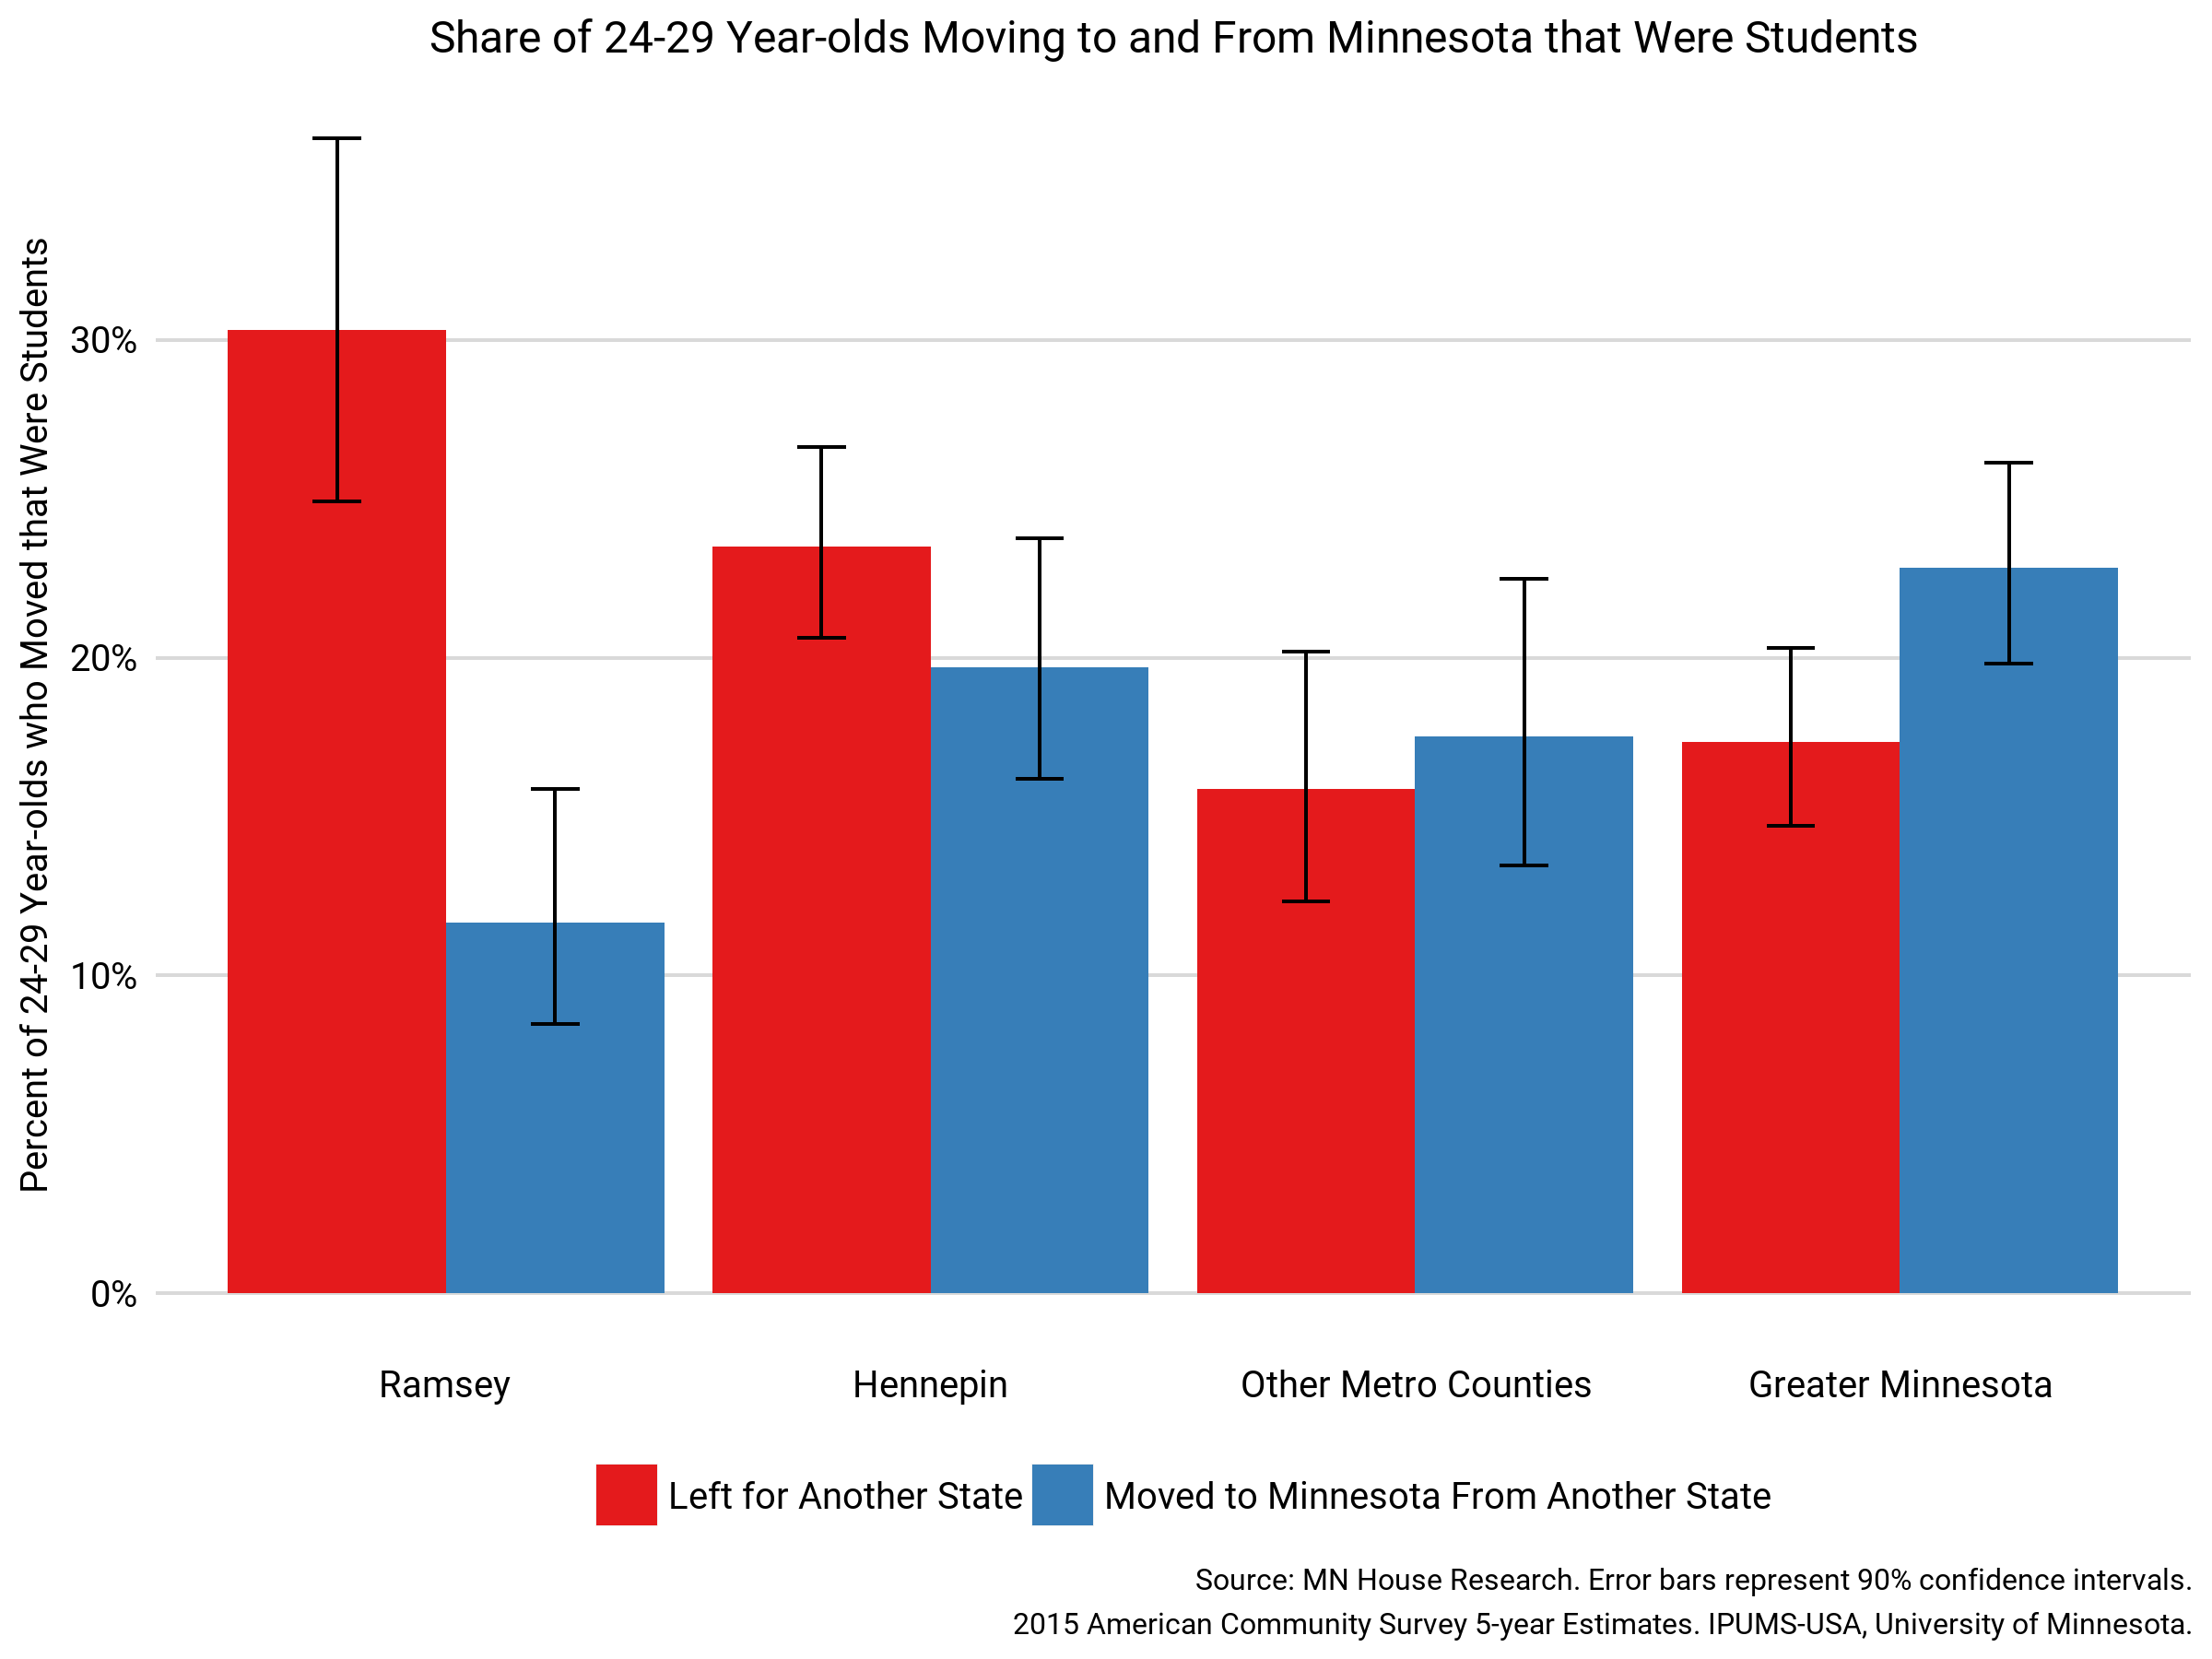 Share of 24-29 Year-olds Moving to and From Minnesota that Were Students
Percent of 24-29 Year-olds who Moved that Were Students
30%
20%
10%
0%
Ramsey
Hennepin
Other Metro Counties
Greater Minnesota
Left for Another State
Moved to Minnesota From Another State
Source: MN House Research. Error bars represent 90% confidence intervals.
2015 American Community Survey 5-year Estimates. IPUMS-USA, University of Minnesota.